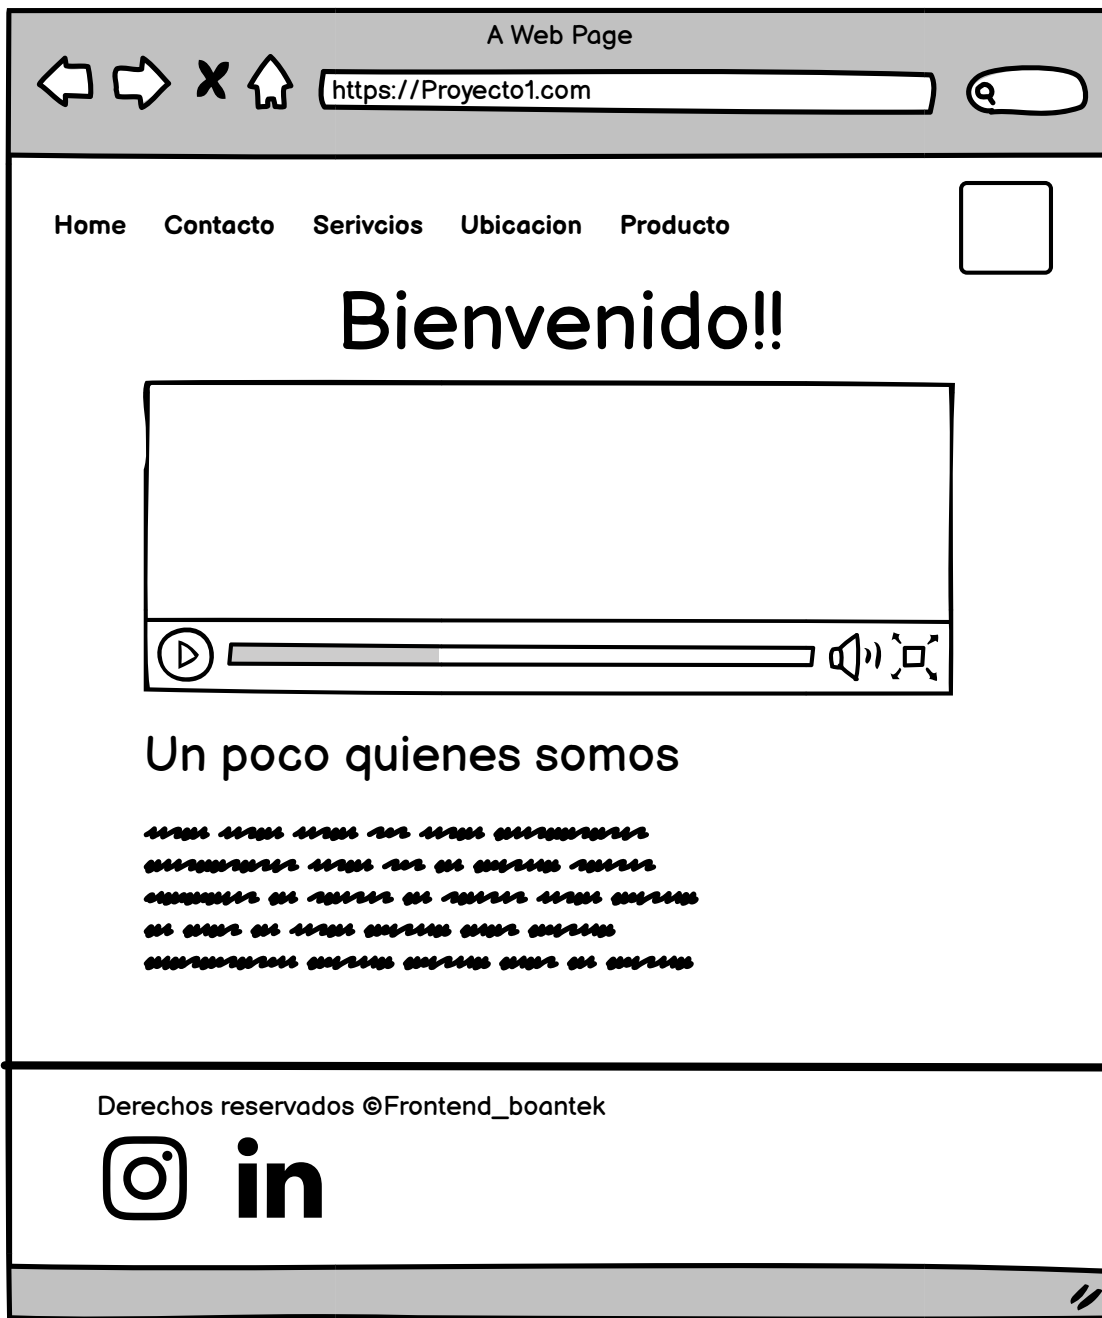 A Web Page
https://Proyecto1.com
Home Contacto Serivcios Ubicacion Producto
Bienvenido!!
Un poco quienes somos
Derechos reservados ©Frontend_boantek
in